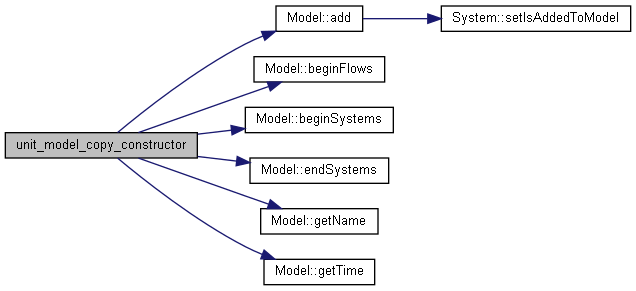 Model::add
System::setIsAddedToModel
Model::beginFlows
Model::beginSystems
unit_model_copy_constructor
Model::endSystems
Model::getName
Model::getTime